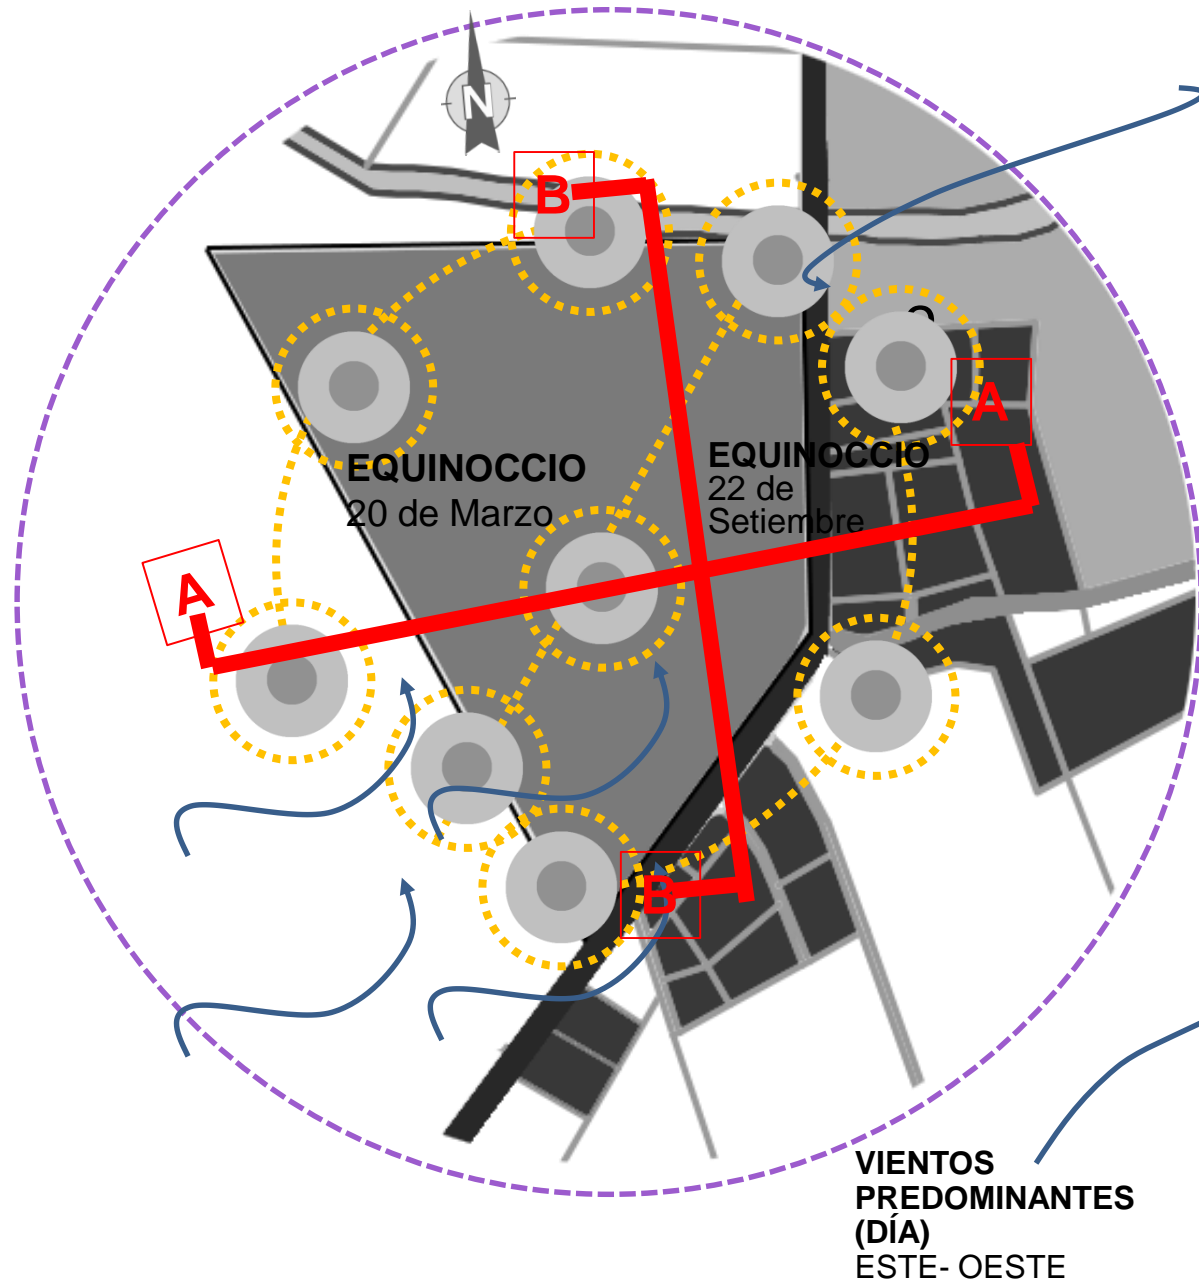 N
B
O
A
EQUINOCCIO
20 de Marzo
EQUINOCCIO
22 de
Setiembre
A
B
VIENTOS
PREDOMINANTES
(DÍA)
ESTE- OESTE